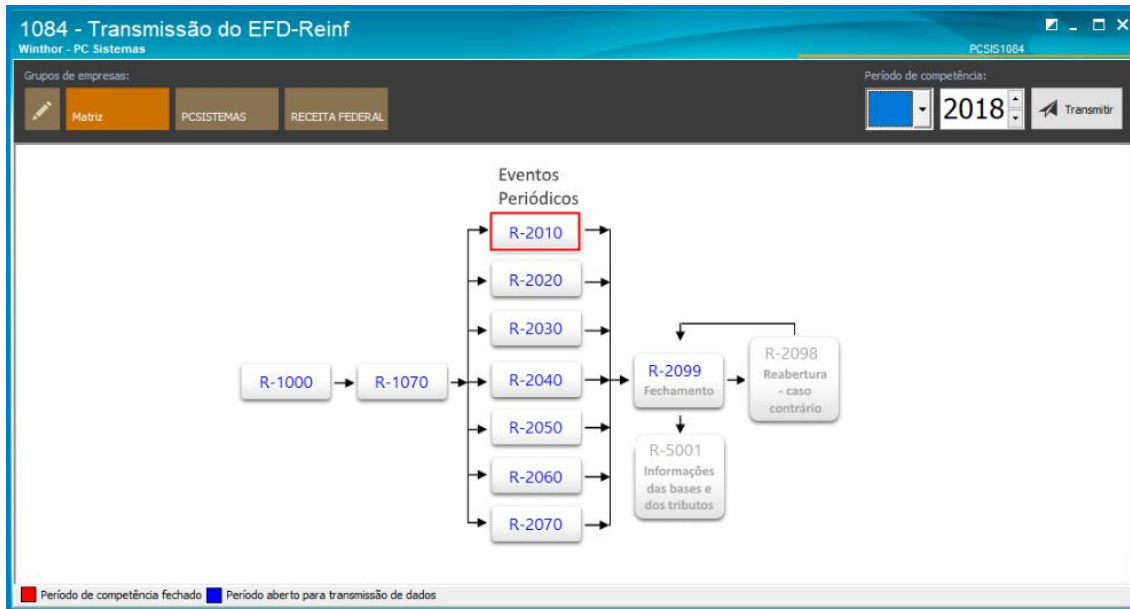 1084 - Transmissão do EFD-Reinf
Winthor - PC Sistemas
PCSIS1084
Grupos de empresas:
Período de competência:
Matriz
PCSISTEMAS
RECEITA FEDERAL
2018
Transmitir
Eventos
Periódicos
R-2010
R-2020
R-2030
R-1000
R-1070
R-2040
R-2050
R-2060
R-2070
R-2099
Fechamento
R-2098
Reabertura
- caso
contrário
R-5001
Informações
das bases e
dos tributos
Período de competência fechado
Período aberto para transmissão de dados